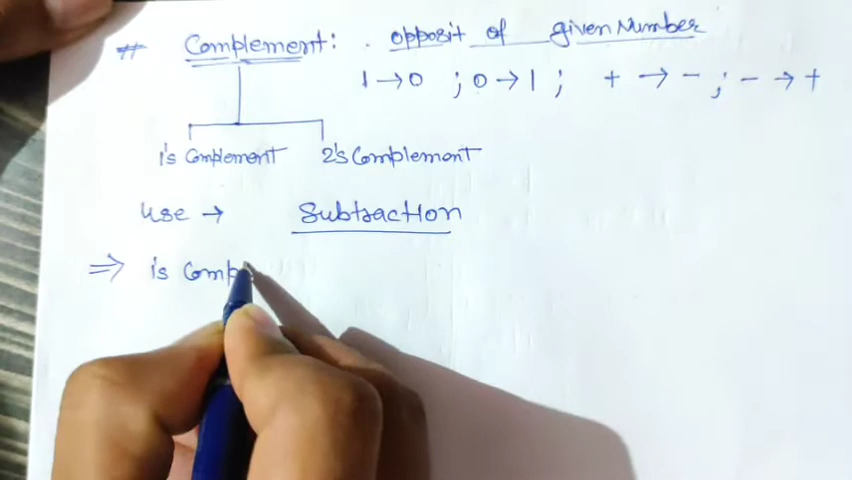 # Complement: . opposit of given Number
1 → 0 ; 0 → 1 ; + → - ; - → +
1's Complement 2's Complement
Use → Subtraction
⇒ 1's Comp